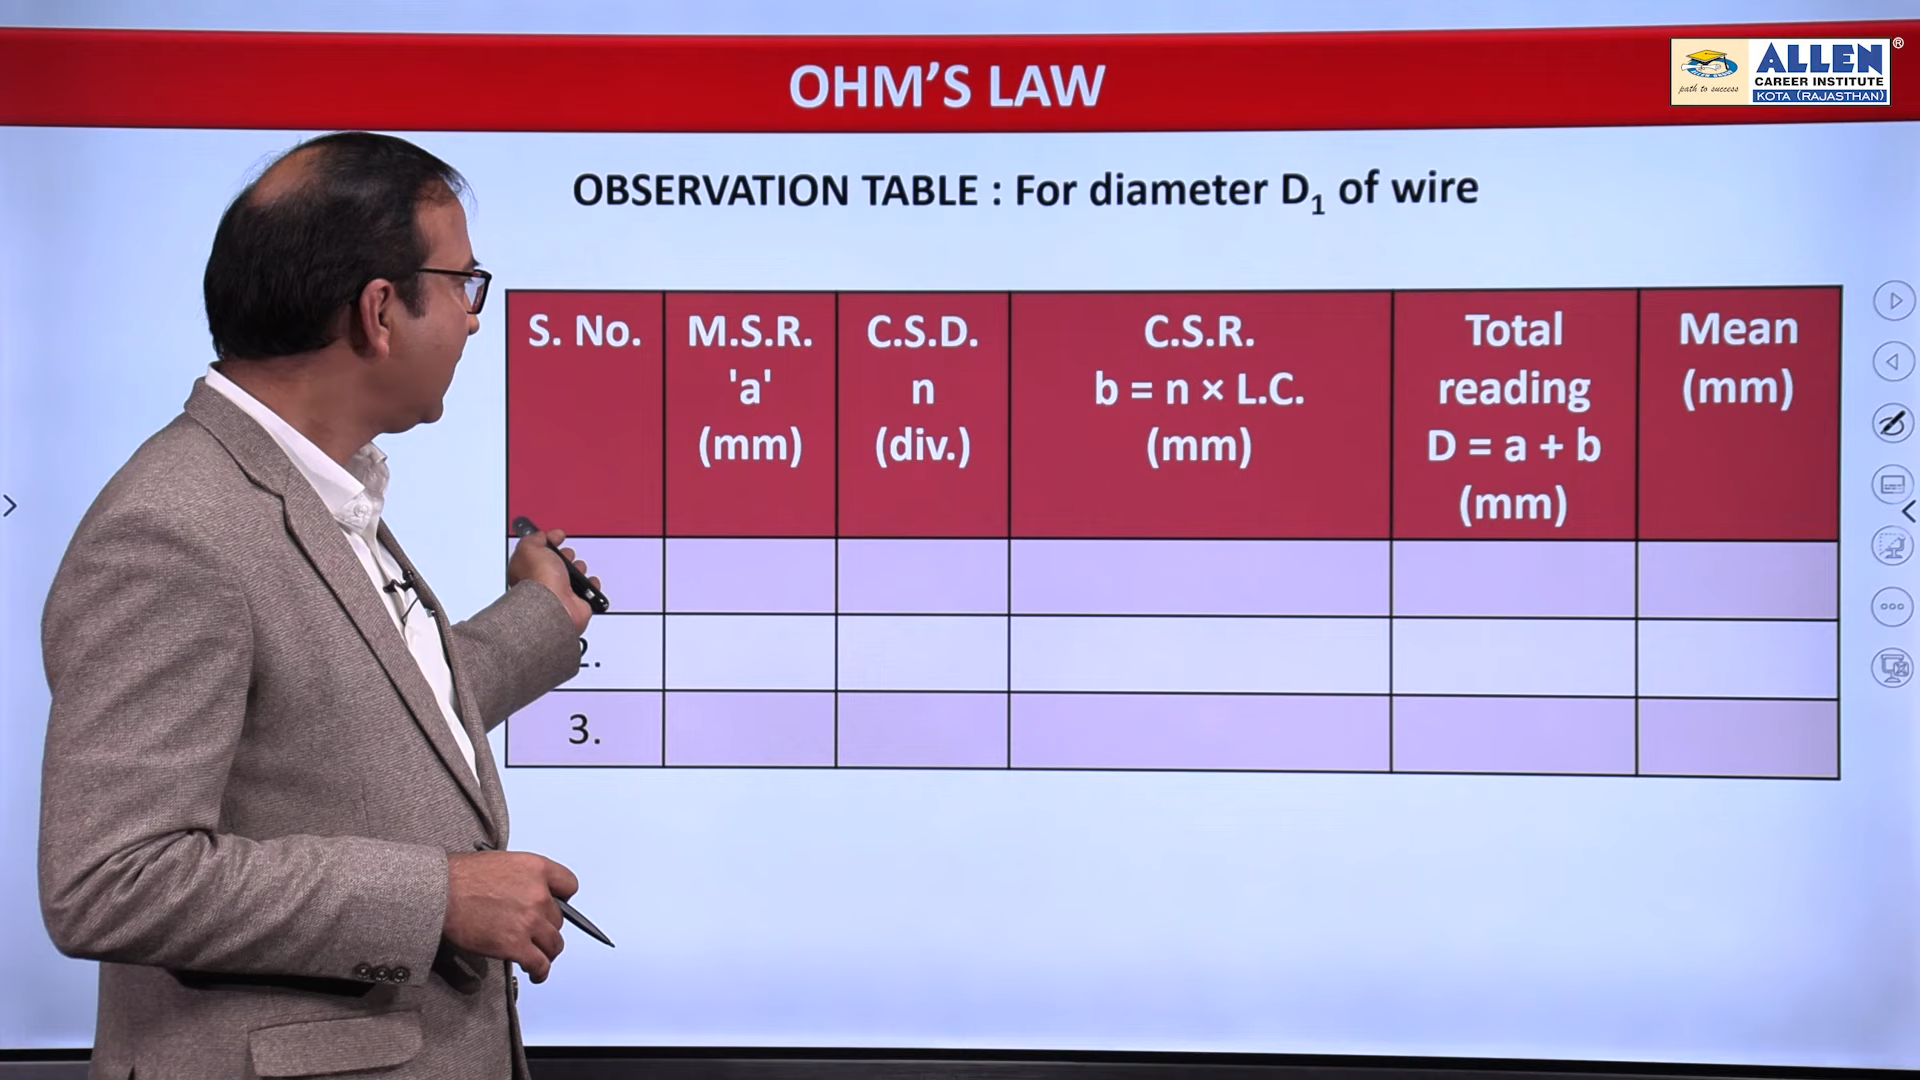 OHM'S LAW
path to success
ALLEN®
CAREER INSTITUTE
KOTA (RAJASTHAN)
OBSERVATION TABLE : For diameter D₁ of wire
S. No.
M.S.R.
'a'
(mm)
C.S.D.
n
(div.)
C.S.R.
b = n × L.C.
(mm)
Total
reading
D = a + b
(mm)
Mean
(mm)
2.
3.